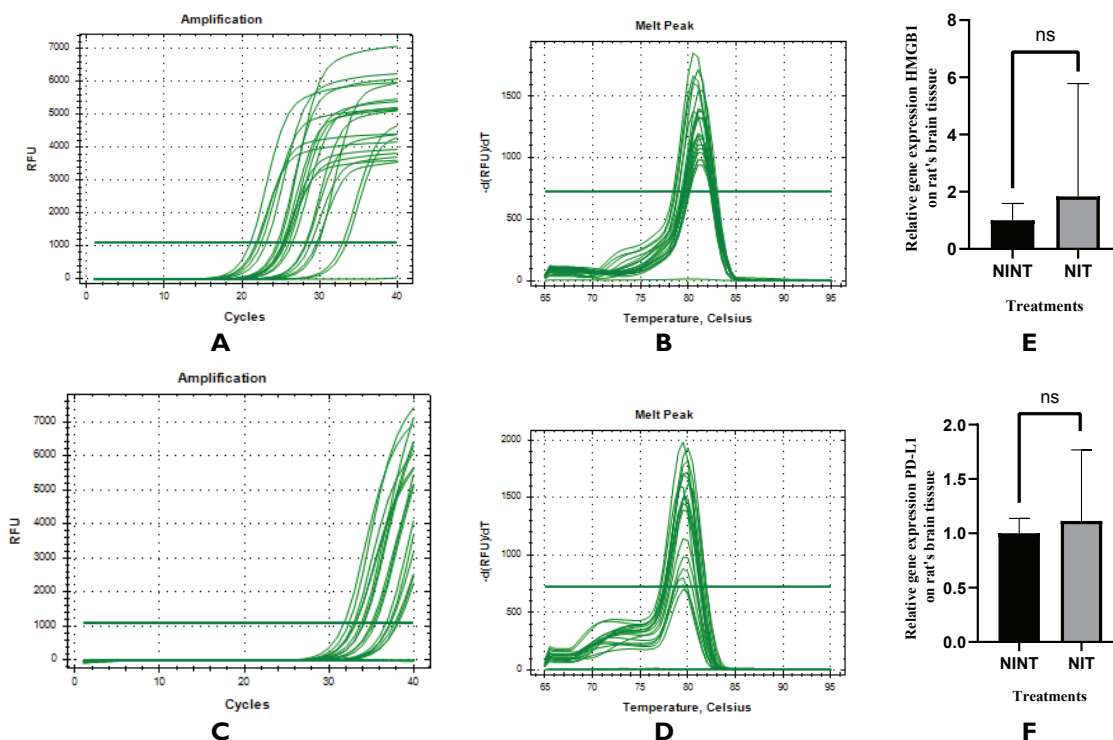 Amplification
RFU
7000
6000
5000
4000
3000
2000
1000
0
0 10 20 30 40
Cycles
A
Melt Peak
-d(RFU)/dT
1500
1000
500
0
65 70 75 80 85 90 95
Temperature, Celsius
B
Relative gene expression HMGB1
on rat's brain tisssue
8
6
4
2
0
ns
NINT NIT
Treatments
E
Amplification
RFU
7000
6000
5000
4000
3000
2000
1000
0
0 10 20 30 40
Cycles
C
Melt Peak
-d(RFU)/dT
2000
1500
1000
500
0
65 70 75 80 85 90 95
Temperature, Celsius
D
Relative gene expression PD-L1
on rat's brain tisssue
2.0
1.5
1.0
0.5
0.0
ns
NINT NIT
Treatments
F